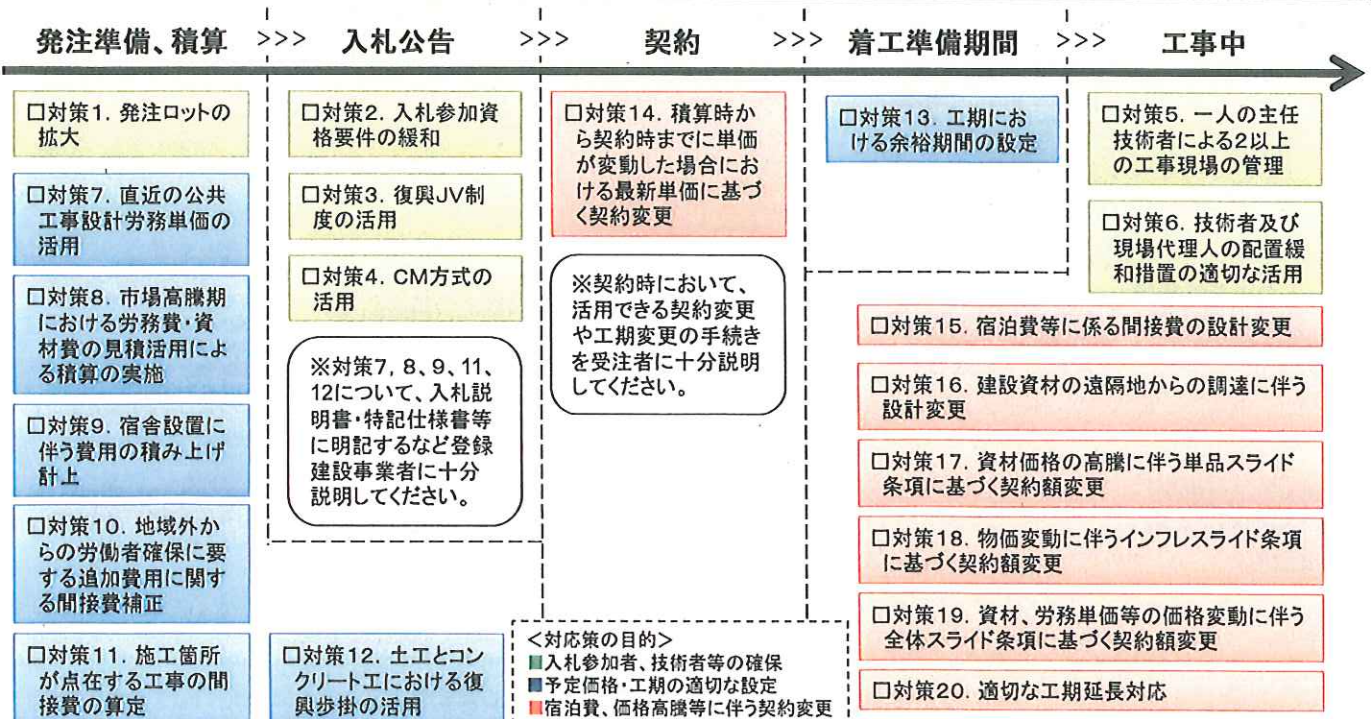 発注準備、積算 >>> 入札公告 >>> 契約 >>> 着工準備期間 >>> 工事中
□対策1. 発注ロットの
拡大
□対策7. 直近の公共
工事設計労務単価の
活用
□対策8. 市場高騰期
における労務費・資
材費の見積活用によ
る積算の実施
□対策9. 宿舎設置に
伴う費用の積み上げ
計上
□対策10. 地域外か
らの労働者確保に要
する追加費用に関す
る間接費補正
□対策11. 施工箇所
が点在する工事の間
接費の算定
□対策2. 入札参加資
格要件の緩和
□対策3. 復興JV制
度の活用
□対策4. CM方式の
活用
※対策7, 8、9、11、
12について、入札説
明書・特記仕様書等
に明記するなど登録
建設事業者に十分
説明してください。
□対策12. 土工とコン
クリート工における復
興歩掛の活用
□対策14. 積算時か
ら契約時までに単価
が変動した場合にお
ける最新単価に基づ
く契約変更
※契約時において、
活用できる契約変更
や工期変更の手続き
を受注者に十分説明
してください。
<対応策の目的>
■入札参加者、技術者等の確保
■予定価格・工期の適切な設定
■宿泊費、価格高騰等に伴う契約変更
□対策13. 工期にお
ける余裕期間の設定
□対策5. 一人の主任
技術者による2以上
の工事現場の管理
□対策6. 技術者及び
現場代理人の配置緩
和措置の適切な活用
□対策15. 宿泊費等に係る間接費の設計変更
□対策16. 建設資材の遠隔地からの調達に伴う
設計変更
□対策17. 資材価格の高騰に伴う単品スライド
条項に基づく契約額変更
□対策18. 物価変動に伴うインフレスライド条項
に基づく契約額変更
□対策19. 資材、労務単価等の価格変動に伴う
全体スライド条項に基づく契約額変更
□対策20. 適切な工期延長対応